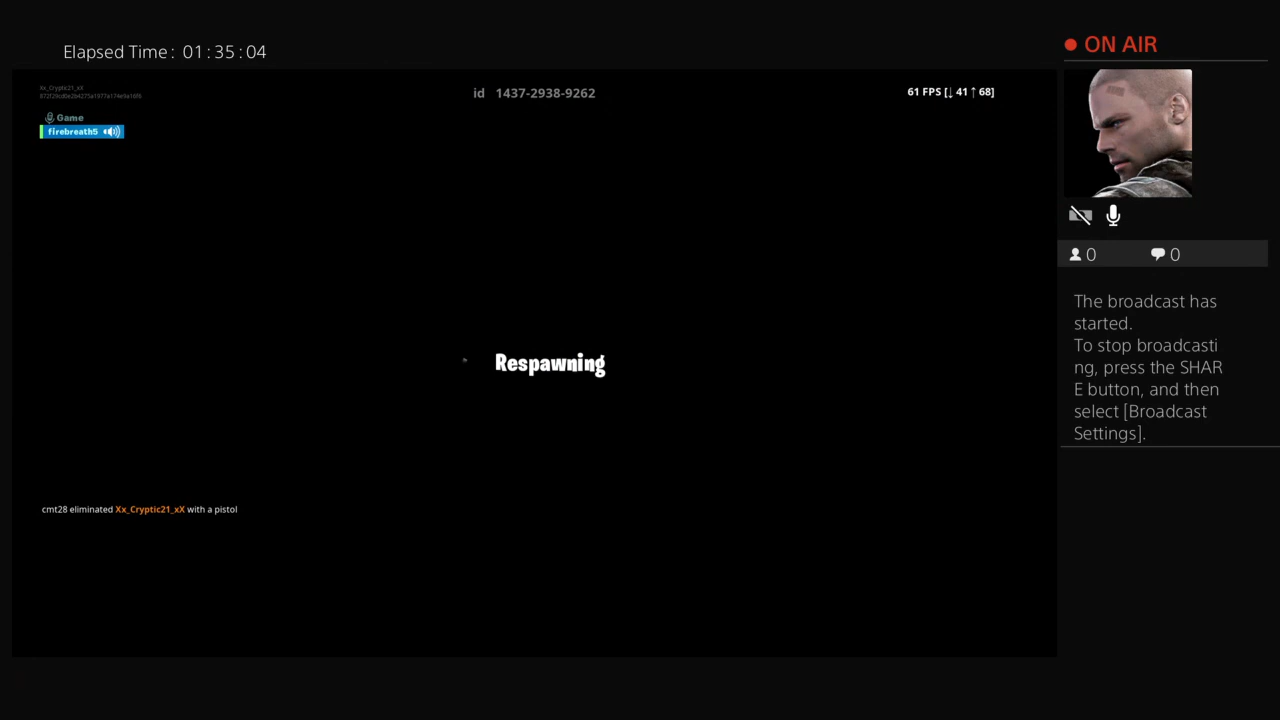 Elapsed Time: 01:35:04
ON AIR
Xx_Cryptic21_xX
id 1437-2938-9262
61 FPS [↓ 41 ↑ 68]
Game
firebreath5
0 0
The broadcast has
started.
To stop broadcasti
ng, press the SHAR
E button, and then
select [Broadcast
Settings].
Respawning
cmt28 eliminated Xx_Cryptic21_xX with a pistol